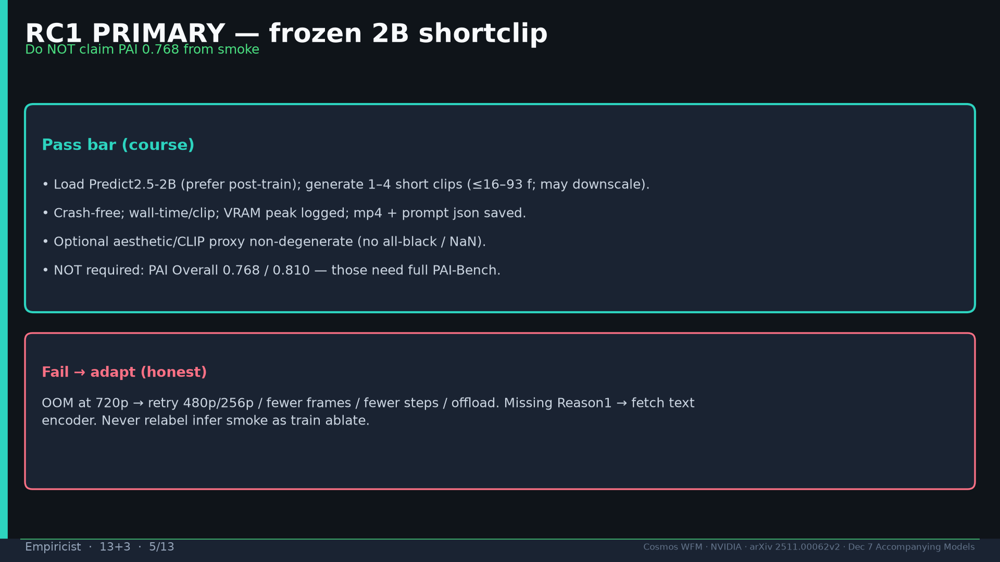 RC1 PRIMARY — frozen 2B shortclip
Do NOT claim PAI 0.768 from smoke
Pass bar (course)
• Load Predict2.5-2B (prefer post-train); generate 1–4 short clips (≤16–93 f; may downscale).
• Crash-free; wall-time/clip; VRAM peak logged; mp4 + prompt json saved.
• Optional aesthetic/CLIP proxy non-degenerate (no all-black / NaN).
• NOT required: PAI Overall 0.768 / 0.810 — those need full PAI-Bench.
Fail → adapt (honest)
OOM at 720p → retry 480p/256p / fewer frames / fewer steps / offload. Missing Reason1 → fetch text
encoder. Never relabel infer smoke as train ablate.
Empiricist · 13+3 · 5/13
Cosmos WFM · NVIDIA · arXiv 2511.00062v2 · Dec 7 Accompanying Models